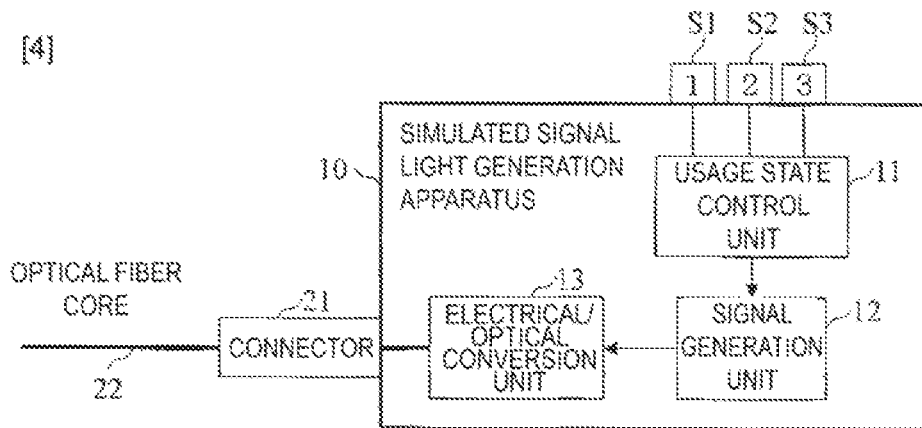 [4]
S1 S2 S3
1 2 3
SIMULATED SIGNAL
LIGHT GENERATION
APPARATUS
10
USAGE STATE
CONTROL
UNIT
11
OPTICAL FIBER
CORE
22
21
CONNECTOR
13
ELECTRICAL/
OPTICAL
CONVERSION
UNIT
SIGNAL
GENERATION
UNIT
12